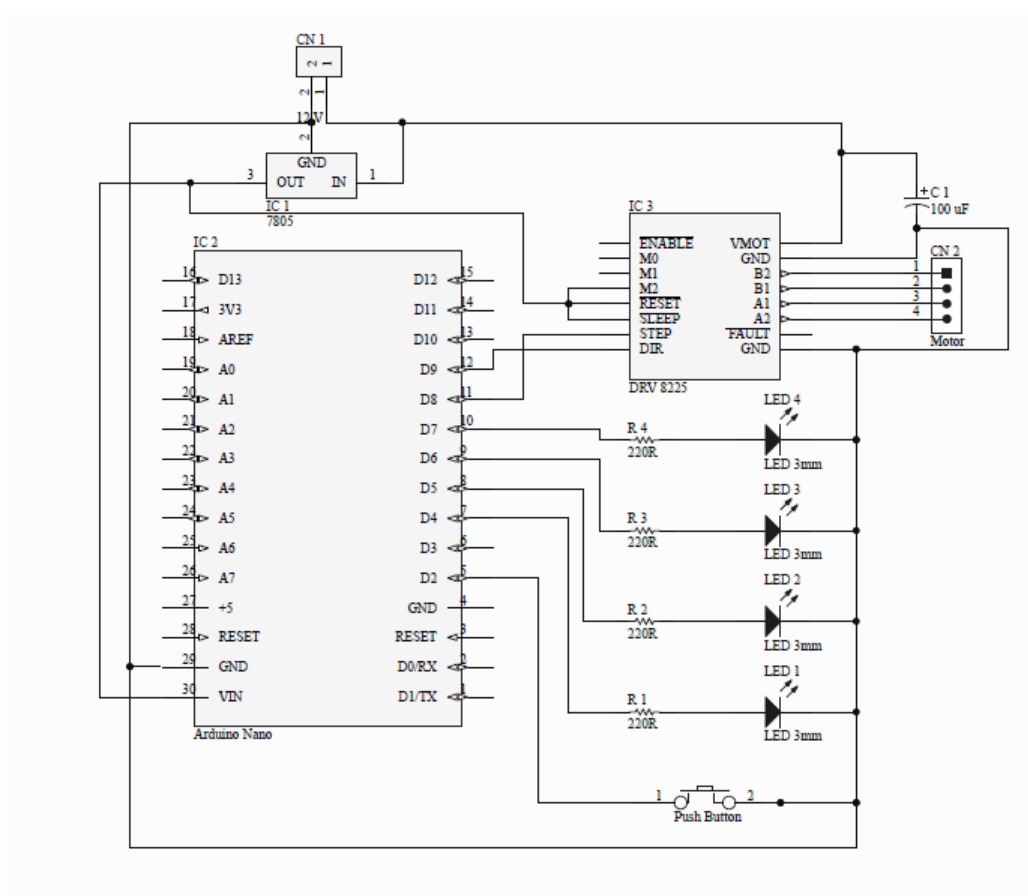 CN 1
2 1
2 1
12 V
2
GND
3 OUT IN 1
IC 1
7805
+ C 1
100 uF
IC 3
ENABLE VMOT
M0 GND
M1 B2 1
M2 B1 2
RESET A1 3
SLEEP A2 4
STEP FAULT
DIR GND
DRV 8225
CN 2
Motor
IC 2
16 D13 D12 15
17 3V3 D11 14
18 AREF D10 13
19 A0 D9 12
20 A1 D8 11
21 A2 D7 10
22 A3 D6 9
23 A4 D5 8
24 A5 D4 7
25 A6 D3 6
26 A7 D2 5
27 +5 GND 4
28 RESET RESET 3
29 GND D0/RX 2
30 VIN D1/TX 1
Arduino Nano
LED 4
R 4
220R
LED 3mm
LED 3
R 3
220R
LED 3mm
LED 2
R 2
220R
LED 3mm
LED 1
R 1
220R
LED 3mm
1 2
Push Button